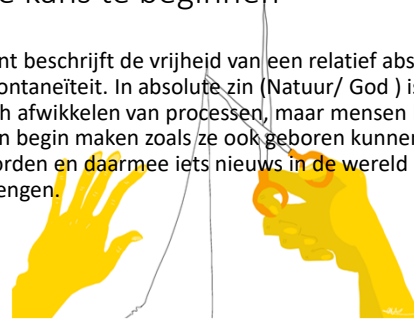 e kunst te beginnen
nt beschrijft de vrijheid van een relatief abs
ontaneïteit. In absolute zin (Natuur/ God ) is
h afwikkelen van processen, maar mensen
n begin maken zoals ze ook geboren kunnen
orden en daarmee iets nieuws in de wereld
engen.